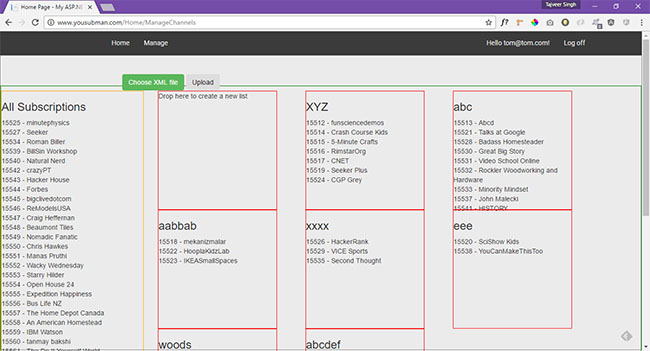 Home Page - My ASP.NE
Tajveer Singh
www.yousubman.com/Home/ManageChannels
Home
Manage
Hello tom@tom.com!
Log off
Choose XML file
Upload
All Subscriptions
15525 - minutephysics
15527 - Seeker
15534 - Roman Biller
15539 - BillSin Workshop
15540 - Natural Nerd
15542 - crazyPT
15543 - Hacker House
15544 - Forbes
15545 - bigclivedotcom
15546 - ReModelsUSA
15547 - Craig Heffernan
15548 - Beaumont Tiles
15549 - Nomadic Fanatic
15550 - Chris Hawkes
15551 - Manas Pruthi
15552 - Wacky Wednesday
15553 - Starry Hilder
15554 - Open House 24
15555 - Expedition Happiness
15556 - Bus Life NZ
15557 - The Home Depot Canada
15558 - An American Homestead
15559 - IBM Watson
15560 - tanmay bakshi
15561 - The Do It Yourself World
Drop here to create a new list
XYZ
15512 - funsciencedemos
15514 - Crash Course Kids
15515 - 5-Minute Crafts
15516 - RimstarOrg
15517 - CNET
15519 - Seeker Plus
15524 - CGP Grey
abc
15513 - Abcd
15521 - Talks at Google
15528 - Badass Homesteader
15530 - Great Big Story
15531 - Video School Online
15532 - Rockler Woodworking and
Hardware
15533 - Minority Mindset
15537 - John Malecki
15541 - HISTORY
aabbab
15518 - mekanizmalar
15522 - HooplaKidzLab
15523 - IKEASmallSpaces
xxxx
15526 - HackerRank
15529 - VICE Sports
15535 - Second Thought
eee
15520 - SciShow Kids
15538 - YouCanMakeThisToo
woods
abcdef